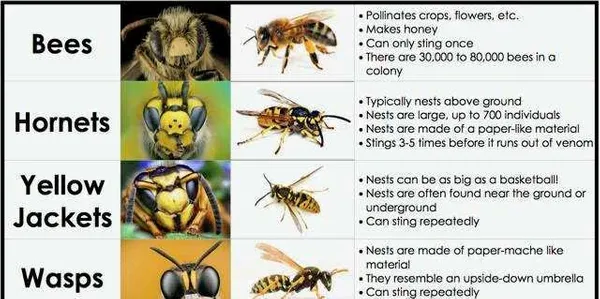 Bees
• Pollinates crops, flowers, etc.
• Makes honey
• Can only sting once
• There are 30,000 to 80,000 bees in a
colony
Hornets
• Typically nests above ground
• Nests are large, up to 700 individuals
• Nests are made of a paper-like material
• Stings 3-5 times before it runs out of venom
Yellow
Jackets
• Nests can be as big as a basketball!
• Nests are often found near the ground or
underground
• Can sting repeatedly
Wasps
• Nests are made of paper-mache like
material
• They resemble an upside-down umbrella
• Can sting repeatedly